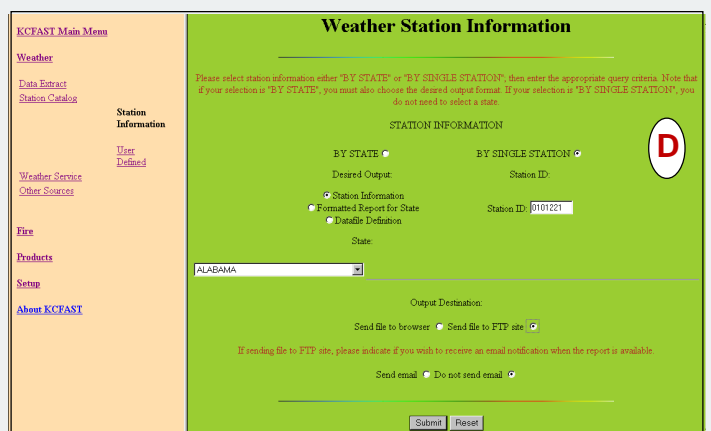 KCFAST Main Menu
Weather
Data Extract
Station Catalog
Station
Information
User
Defined
Weather Service
Other Sources
Fire
Products
Setup
About KCFAST
Weather Station Information
Please select station information either "BY STATE" or "BY SINGLE STATION", then enter the appropriate query criteria. Note that
if your selection is "BY STATE", you must also choose the desired output format. If your selection is "BY SINGLE STATION", you
do not need to select a state.
STATION INFORMATION
BY STATE BY SINGLE STATION
D
Desired Output: Station ID:
Station Information
Formatted Report for State Station ID: 0101221
Datafile Definition
State:
ALABAMA
Output Destination:
Send file to browser Send file to FTP site
If sending file to FTP site, please indicate if you wish to receive an email notification when the report is available.
Send email Do not send email
Submit Reset